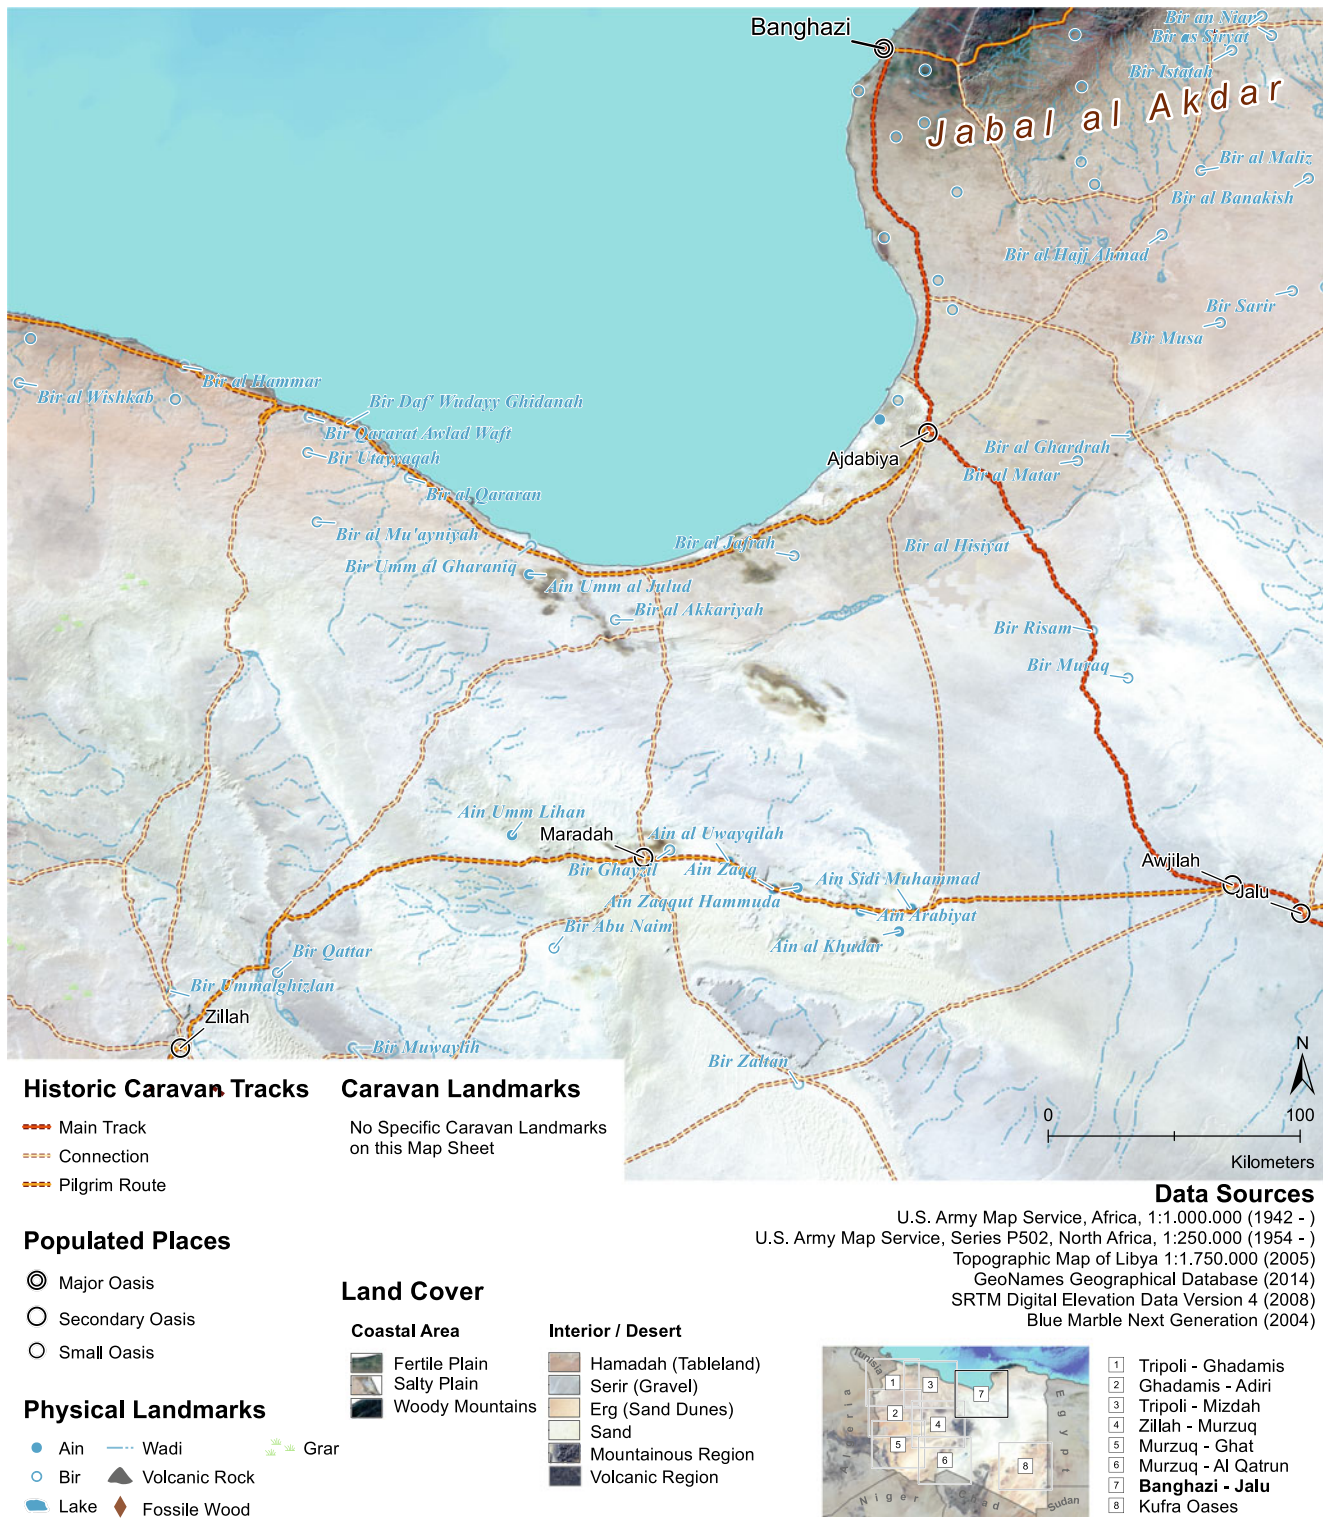 Banghazi
Bir an Niar
Bir as Siryat
Bir Istatah
Jabal al Akdar
Bir al Maliz
Bir al Banakish
Bir al Hajj Ahmad
Bir Sarir
Bir Musa
Bir al Hammar
Bir al Wishkab
Bir Daf' Wudayy Ghidanah
Bir Qararat Awlad Waft
Bir Utayyaqah
Bir al Ghardrah
Ajdabiya
Bir al Matar
Bir al Qararan
Bir al Mu'ayniyah
Bir al Jafrah
Bir al Hisiyat
Bir Umm al Gharaniq
Ain Umm al Julud
Bir al Akkariyah
Bir Risam
Bir Muraq
Ain Umm Lihan
Maradah
Ain al Uwayqilah
Awjilah
Bir Ghayzil
Ain Zaqq
Ain Sidi Muhammad
Jalu
Ain Zaqqut Hammuda
Ain Arabiyat
Bir Abu Naim
Ain al Khudar
Bir Qattar
Bir Ummalghizlan
Zillah
Bir Muwaylih
Bir Zaltan
N
0 100
Kilometers
Historic Caravan Tracks
Main Track
Connection
Pilgrim Route
Caravan Landmarks
No Specific Caravan Landmarks
on this Map Sheet
Populated Places
Major Oasis
Secondary Oasis
Small Oasis
Physical Landmarks
Ain
Wadi
Grar
Bir
Volcanic Rock
Lake
Fossile Wood
Land Cover
Coastal Area
Fertile Plain
Salty Plain
Woody Mountains
Interior / Desert
Hamadah (Tableland)
Serir (Gravel)
Erg (Sand Dunes)
Sand
Mountainous Region
Volcanic Region
Data Sources
U.S. Army Map Service, Africa, 1:1.000.000 (1942 - )
U.S. Army Map Service, Series P502, North Africa, 1:250.000 (1954 - )
Topographic Map of Libya 1:1.750.000 (2005)
GeoNames Geographical Database (2014)
SRTM Digital Elevation Data Version 4 (2008)
Blue Marble Next Generation (2004)
Tunisia
Algeria
Egypt
Niger
Chad
Sudan
1
2
3
4
5
6
7
8
1 Tripoli - Ghadamis
2 Ghadamis - Adiri
3 Tripoli - Mizdah
4 Zillah - Murzuq
5 Murzuq - Ghat
6 Murzuq - Al Qatrun
7 Banghazi - Jalu
8 Kufra Oases